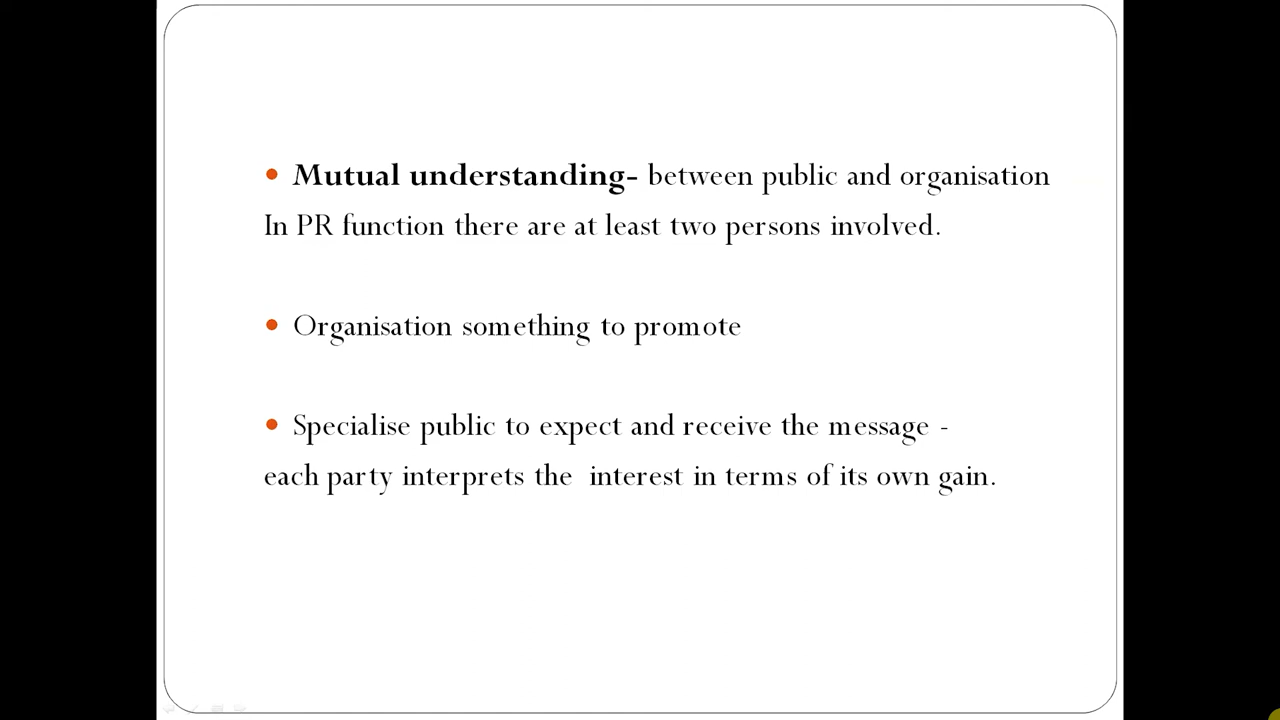 • Mutual understanding- between public and organisation
In PR function there are at least two persons involved.
• Organisation something to promote
• Specialise public to expect and receive the message -
each party interprets the  interest in terms of its own gain.